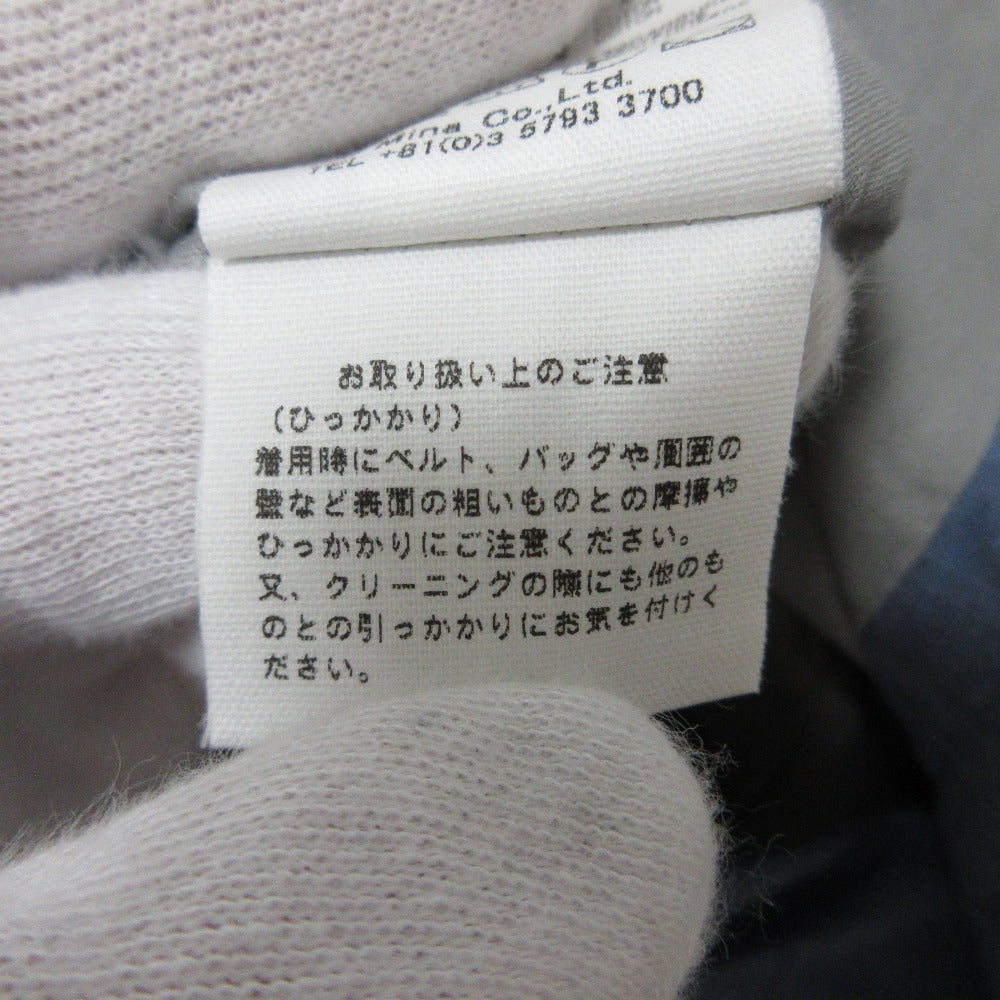 Mina Co.,Ltd.
TEL +81(0)3 5793 3700
お取り扱い上のご注意
(ひっかかり)
着用時にベルト、バッグや周囲の
壁など表面の粗いものとの摩擦や
ひっかかりにご注意ください。
又、クリーニングの際にも他のも
のとの引っかかりにお気を付けく
ださい。